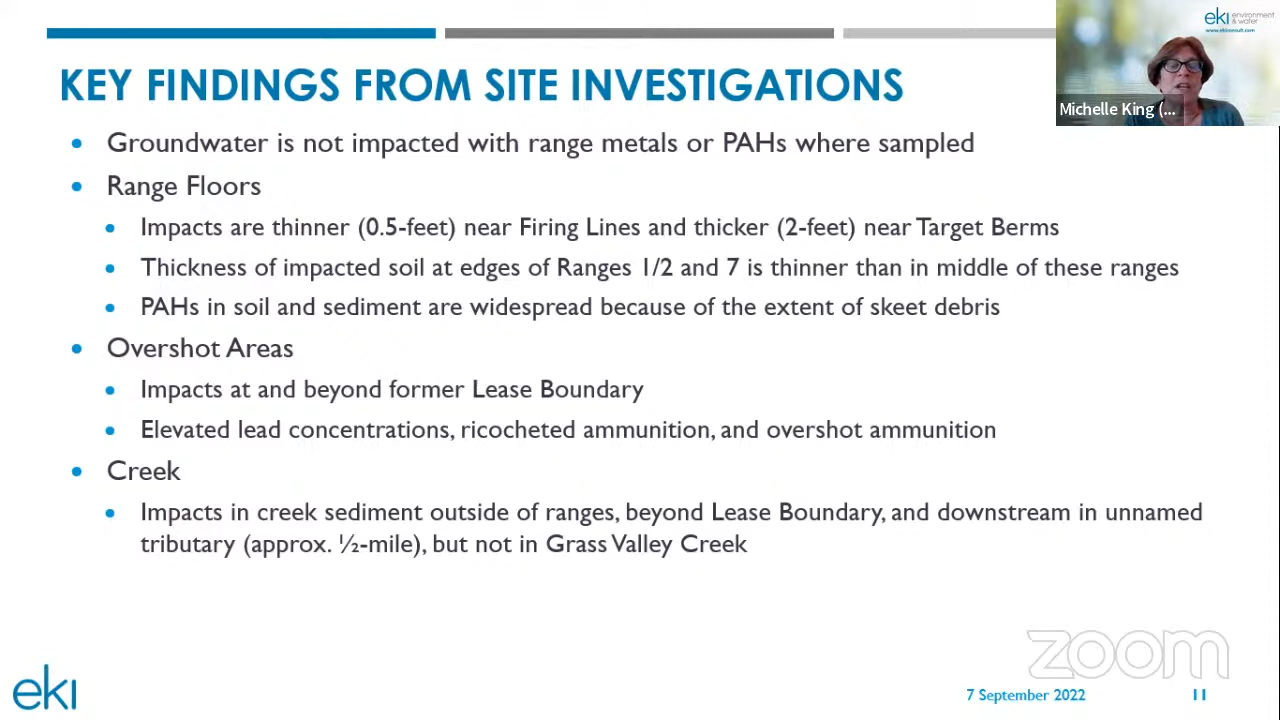 eki environment & water
www.ekiconsult.com
Michelle King (...
KEY FINDINGS FROM SITE INVESTIGATIONS
• Groundwater is not impacted with range metals or PAHs where sampled
• Range Floors
• Impacts are thinner (0.5-feet) near Firing Lines and thicker (2-feet) near Target Berms
• Thickness of impacted soil at edges of Ranges 1/2 and 7 is thinner than in middle of these ranges
• PAHs in soil and sediment are widespread because of the extent of skeet debris
• Overshot Areas
• Impacts at and beyond former Lease Boundary
• Elevated lead concentrations, ricocheted ammunition, and overshot ammunition
• Creek
• Impacts in creek sediment outside of ranges, beyond Lease Boundary, and downstream in unnamed
tributary (approx. ½-mile), but not in Grass Valley Creek
zoom
eki
7 September 2022
11